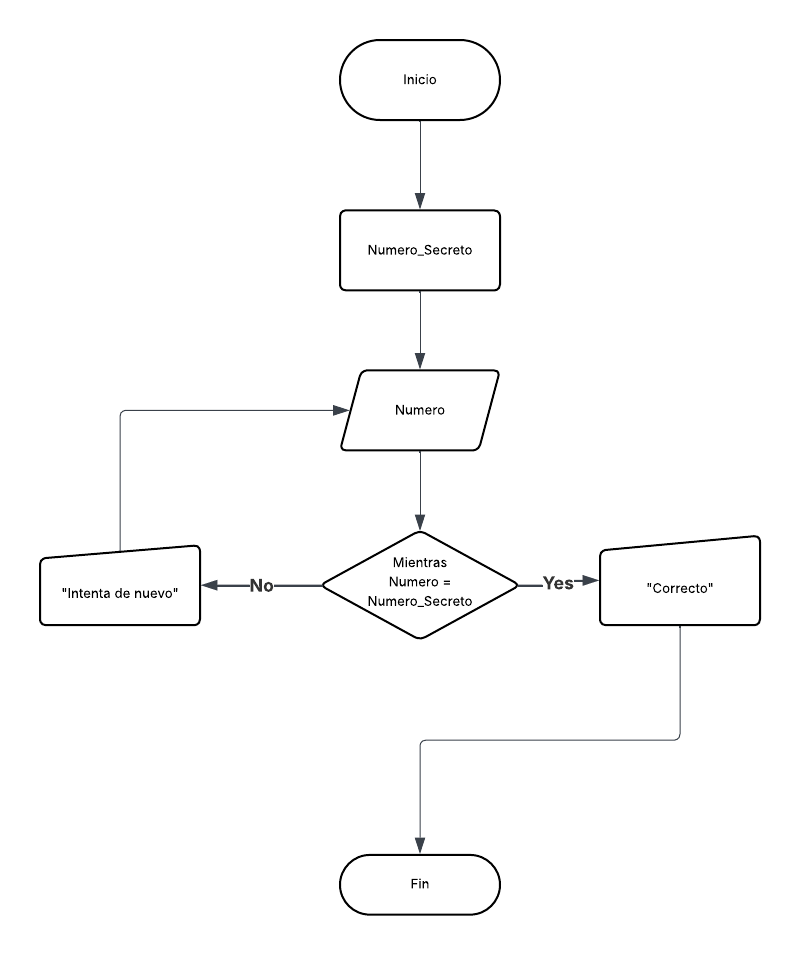 Inicio
Numero_Secreto
Numero
Mientras
Numero =
Numero_Secreto
No
Yes
"Intenta de nuevo"
"Correcto"
Fin